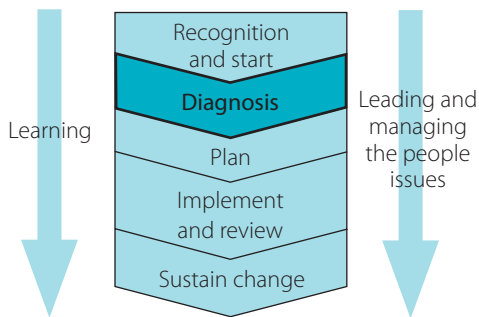 Recognition
and start
Diagnosis
Learning
Leading and
managing
the people
issues
Plan
Implement
and review
Sustain change